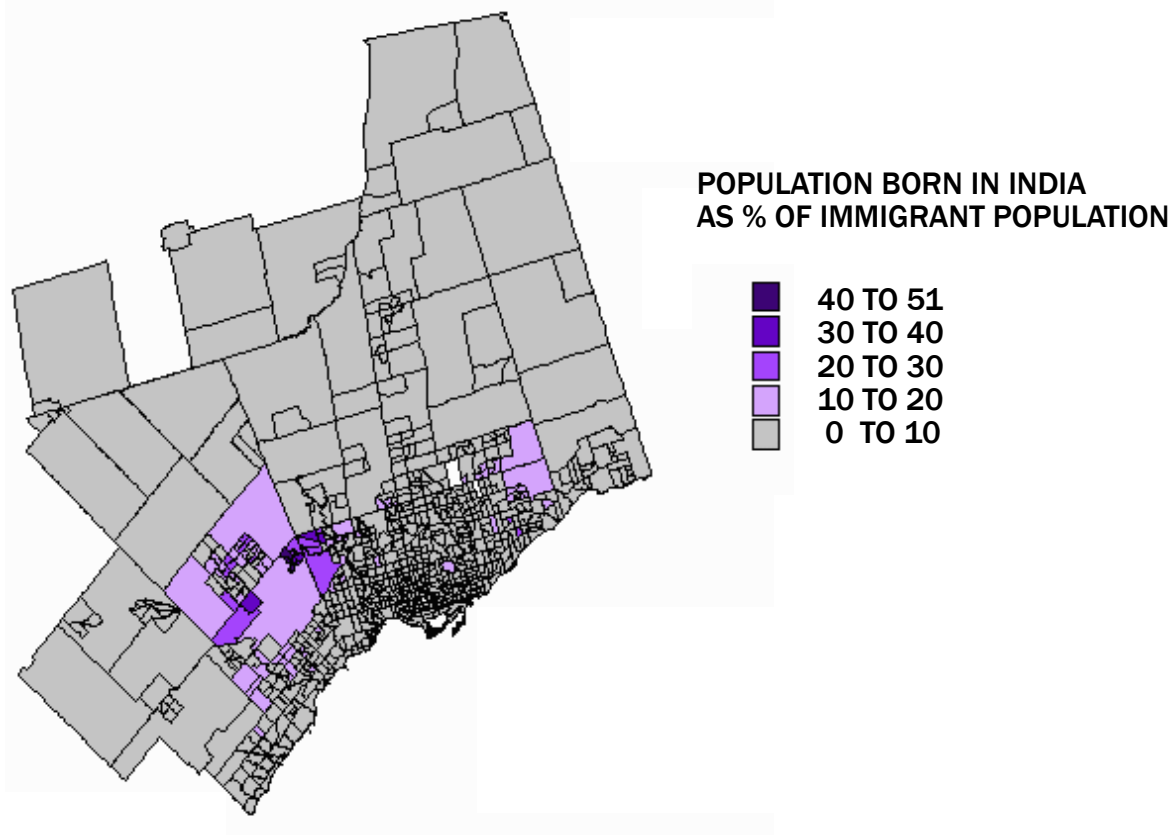 POPULATION BORN IN INDIA
AS % OF IMMIGRANT POPULATION
40 TO 51
30 TO 40
20 TO 30
10 TO 20
0 TO 10